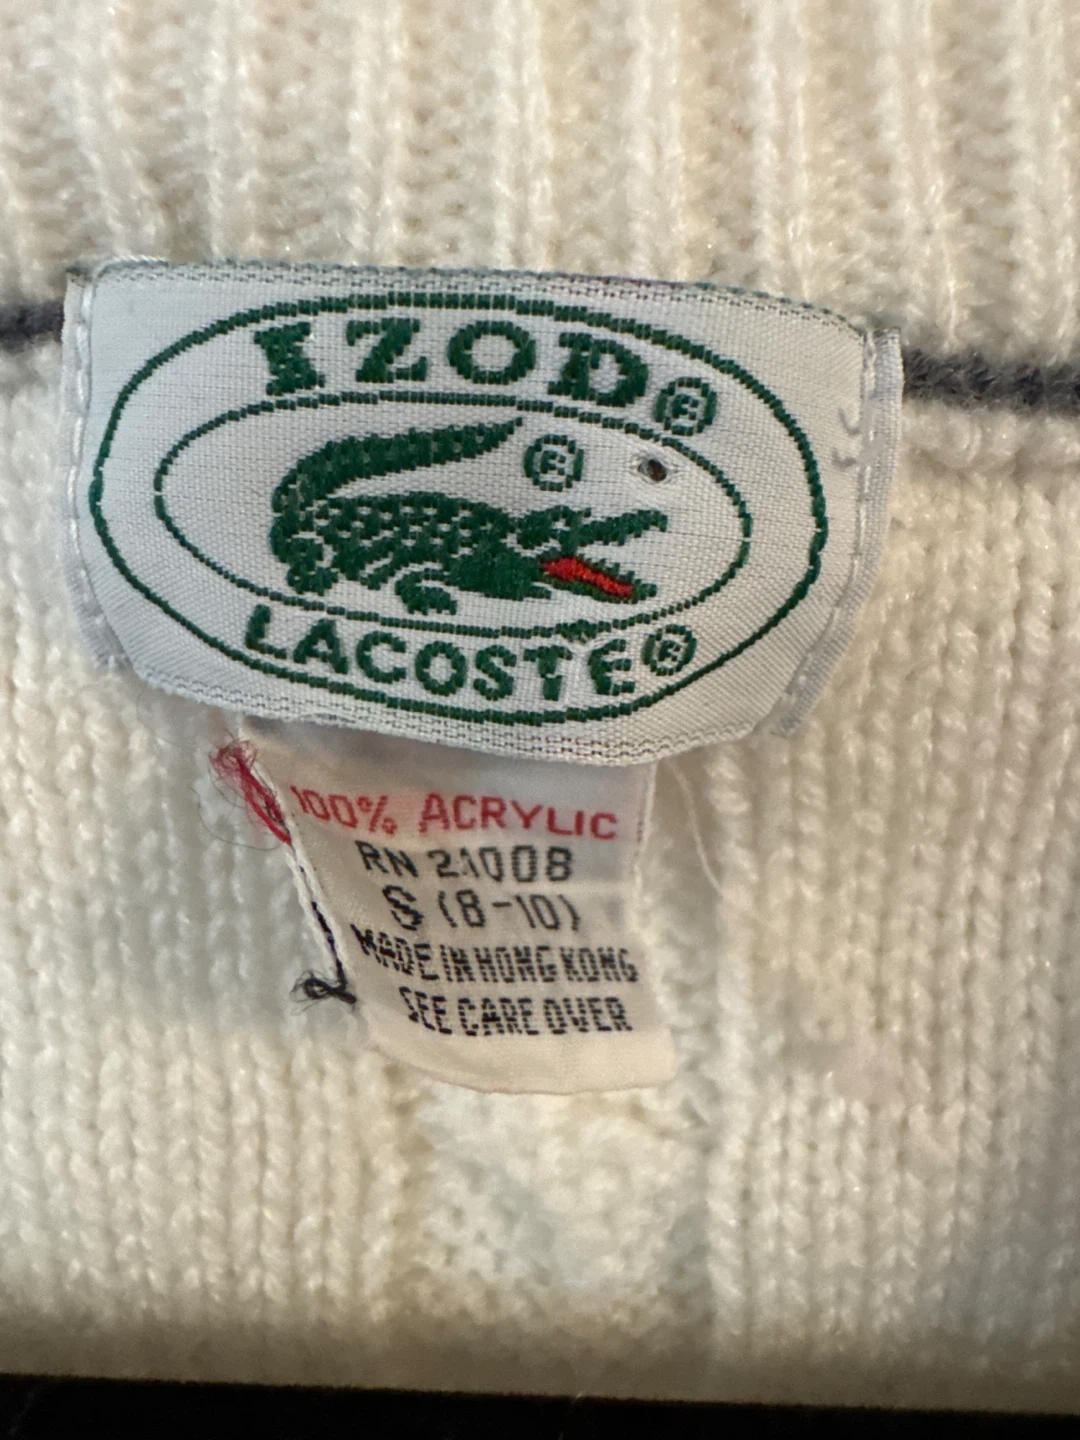 IZOD®
®
LACOSTE®
100% ACRYLIC
RN 21008
S (8-10)
MADE IN HONG KONG
SEE CARE OVER